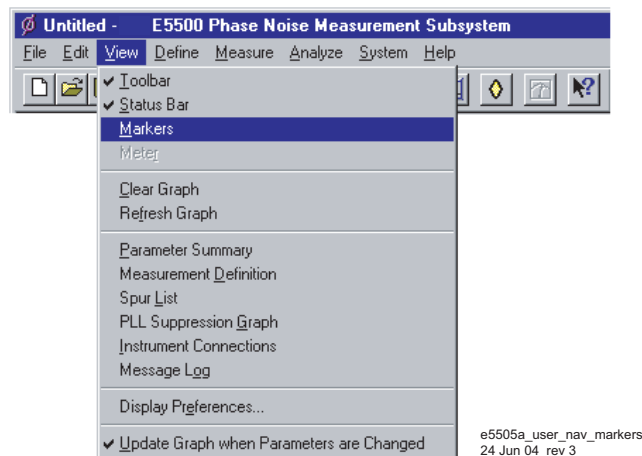 Untitled - E5500 Phase Noise Measurement Subsystem
File Edit View Define Measure Analyze System Help
Toolbar
Status Bar
Markers
Meter
Clear Graph
Refresh Graph
Parameter Summary
Measurement Definition
Spur List
PLL Suppression Graph
Instrument Connections
Message Log
Display Preferences...
Update Graph when Parameters are Changed
e5505a_user_nav_markers
24 Jun 04 rev 3